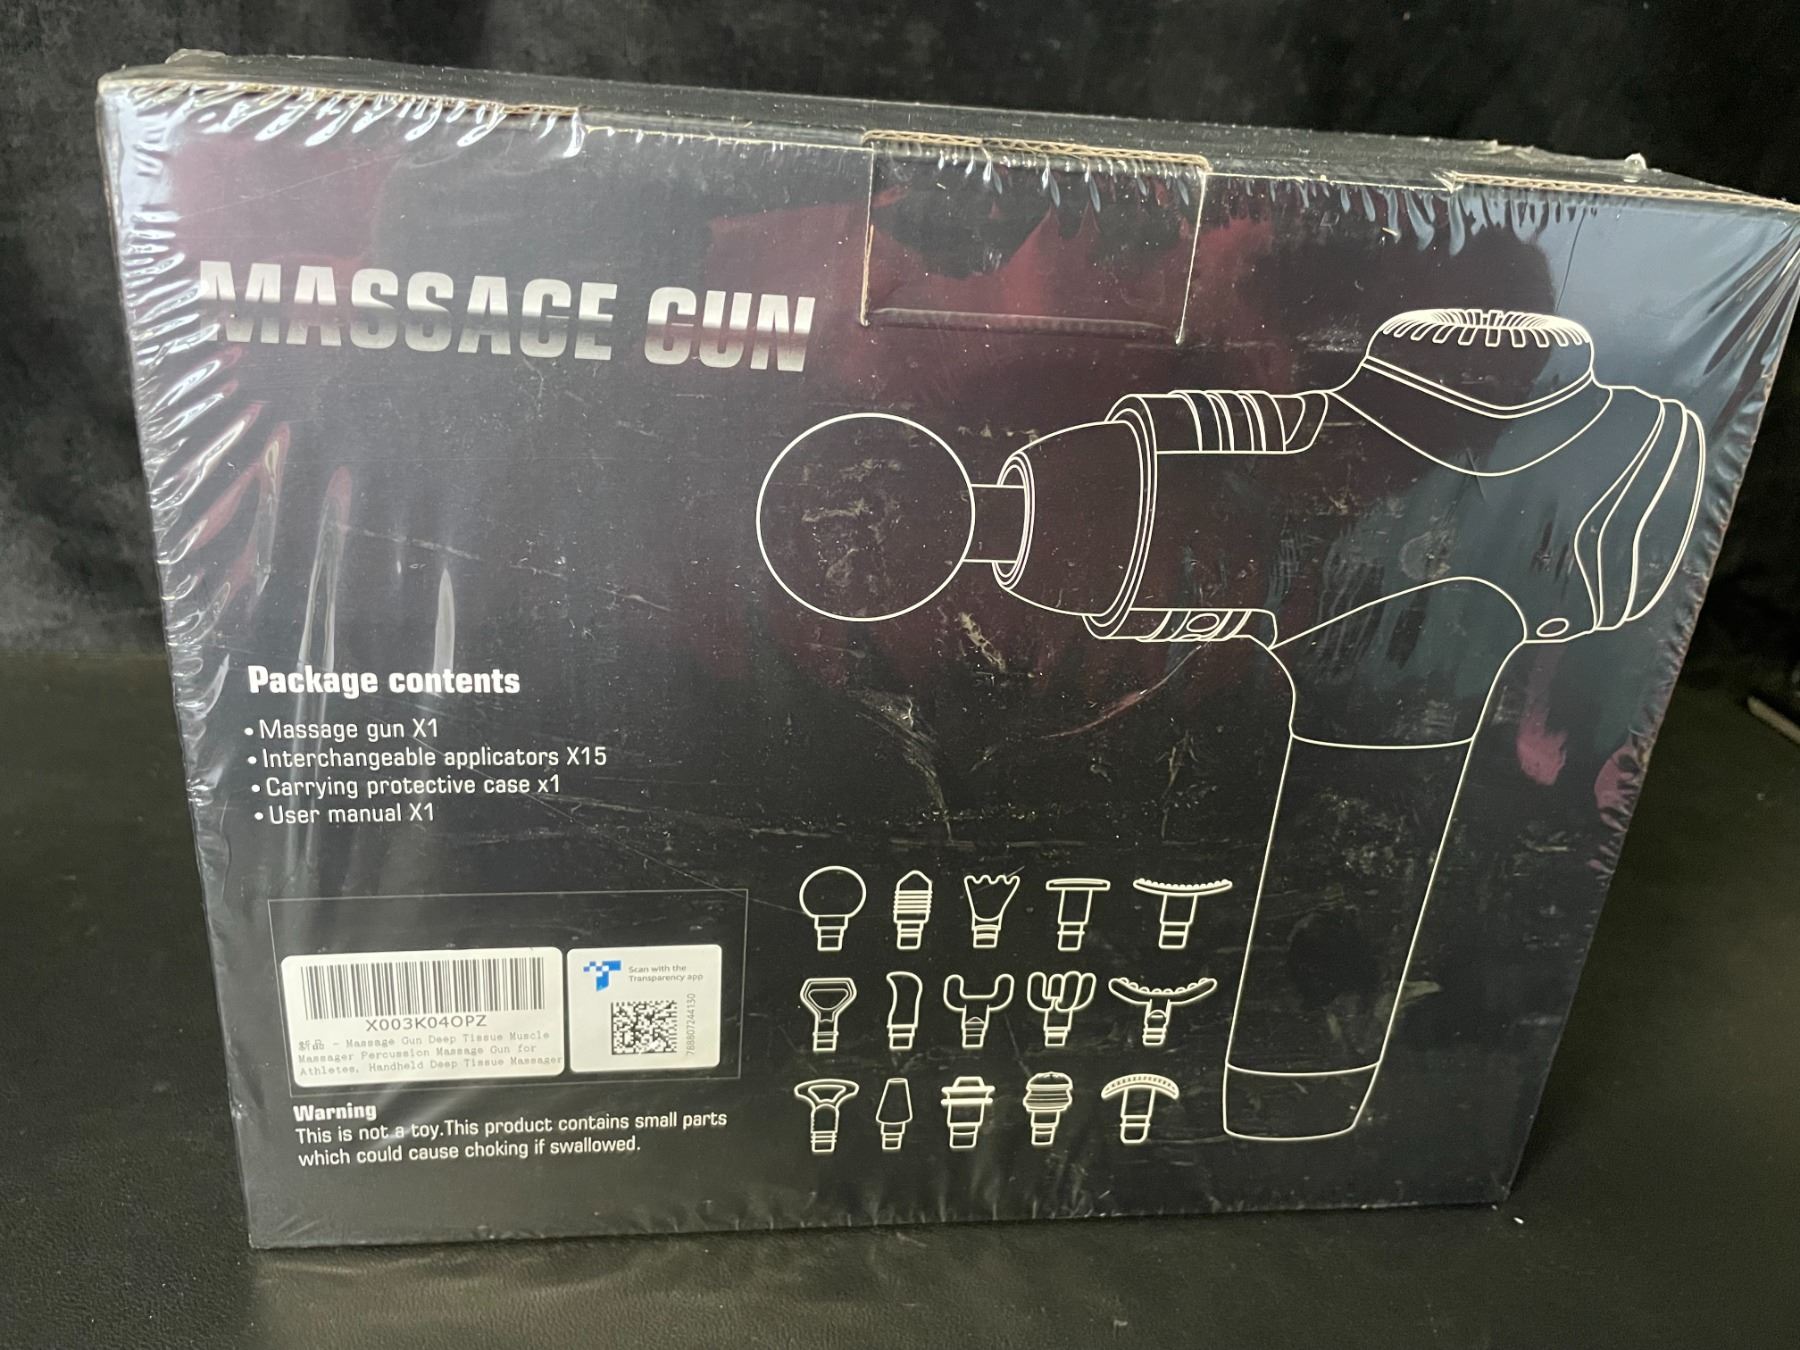 MASSAGE GUN
Package contents
• Massage gun X1
• Interchangeable applicators X15
• Carrying protective case x1
• User manual X1
X003K04OPZ
新品 - Massage Gun Deep Tissue Muscle
Massager Percussion Massage Gun for
Athletes, Handheld Deep Tissue Massager
Scan with the
Transparency app
788807244130
Warning
This is not a toy.This product contains small parts
which could cause choking if swallowed.